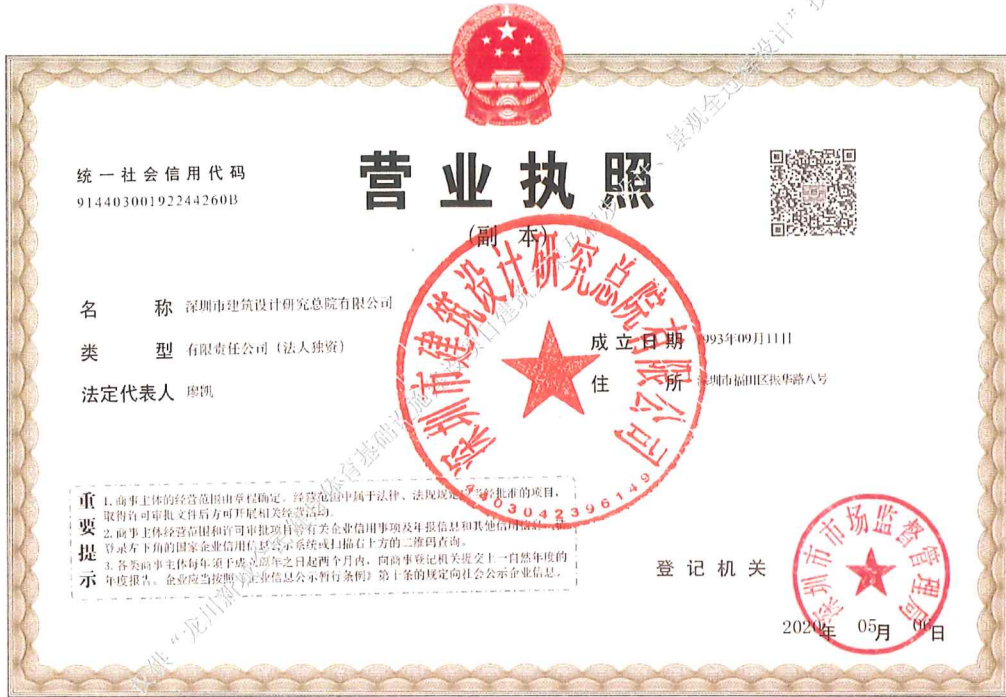 统一社会信用代码
91440300192244260B
营业执照
(副 本)
名 称 深圳市建筑设计研究总院有限公司
类 型 有限责任公司（法人独资）
法定代表人 廖凯
成立日期 1993年09月11日
住 所 深圳市福田区振华路八号
深圳市建筑设计研究总院有限公司
4403042396149
重要提示
1.商事主体的经营范围由章程确定。经营范围中属于法律、法规规定应当经批准的项目，
取得许可审批文件后方可开展相关经营活动。
2.商事主体经营范围和许可审批项目等有关企业信用事项及年报信息和其他信用信息，请
登录左下角的国家企业信用信息公示系统或扫描右上方的二维码查询。
3.各类商事主体每年须于成立周年之日起两个月内，向商事登记机关提交上一自然年度的
年度报告。企业应当按照《企业信息公示暂行条例》第十条的规定向社会公示企业信息。
登记机关
深圳市市场监督管理局
2020年 05月 06日